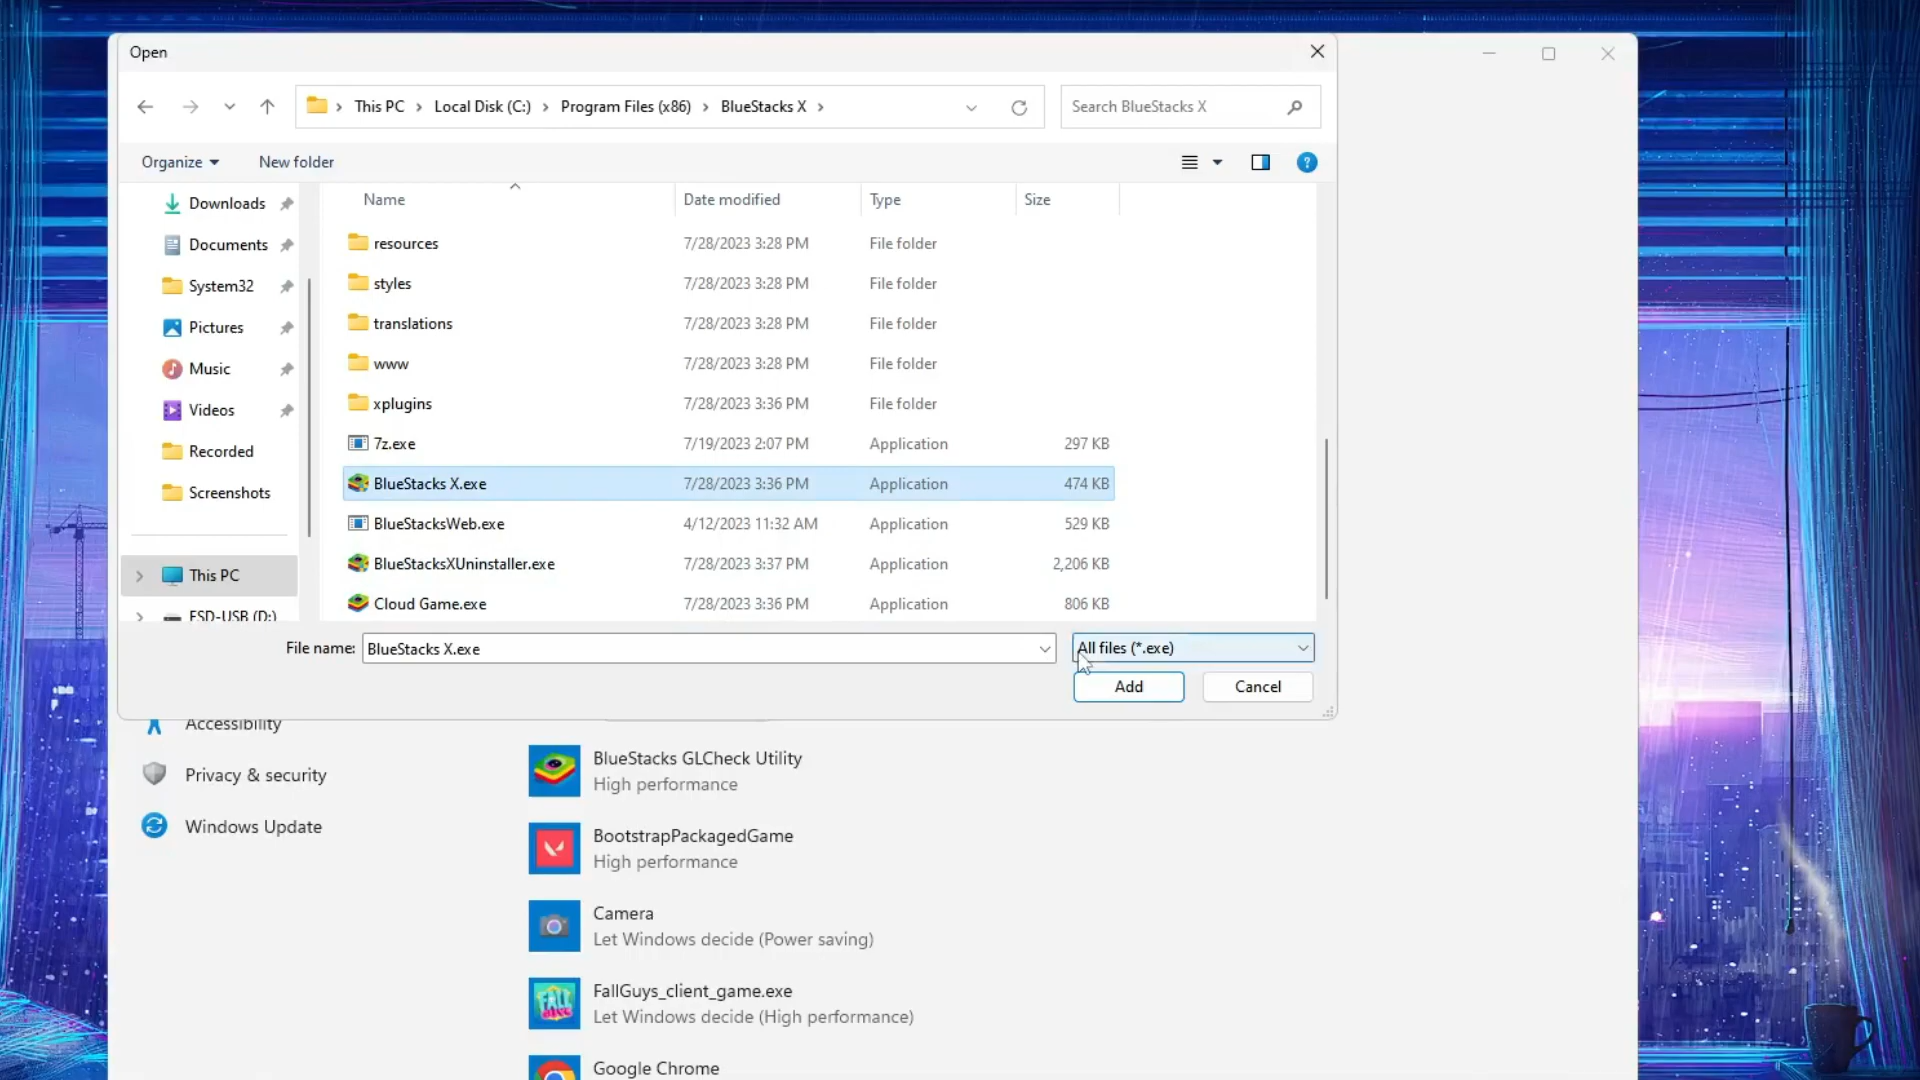 Open
This PC > Local Disk (C:) > Program Files (x86) > BlueStacks X >
Search BlueStacks X
Organize
New folder
?
Name
Date modified
Type
Size
Downloads
Documents
System32
Pictures
Music
Videos
Recorded
Screenshots
This PC
ESD-USB (D:)
resources 7/28/2023 3:28 PM File folder
styles 7/28/2023 3:28 PM File folder
translations 7/28/2023 3:28 PM File folder
www 7/28/2023 3:28 PM File folder
xplugins 7/28/2023 3:36 PM File folder
7z.exe 7/19/2023 2:07 PM Application 297 KB
BlueStacks X.exe 7/28/2023 3:36 PM Application 474 KB
BlueStacksWeb.exe 4/12/2023 11:32 AM Application 529 KB
BlueStacksXUninstaller.exe 7/28/2023 3:37 PM Application 2,206 KB
Cloud Game.exe 7/28/2023 3:36 PM Application 806 KB
File name: BlueStacks X.exe
All files (*.exe)
Add
Cancel
Accessibility
Privacy & security
Windows Update
BlueStacks GLCheck Utility
High performance
BootstrapPackagedGame
High performance
Camera
Let Windows decide (Power saving)
FALL GUYS
FallGuys_client_game.exe
Let Windows decide (High performance)
Google Chrome